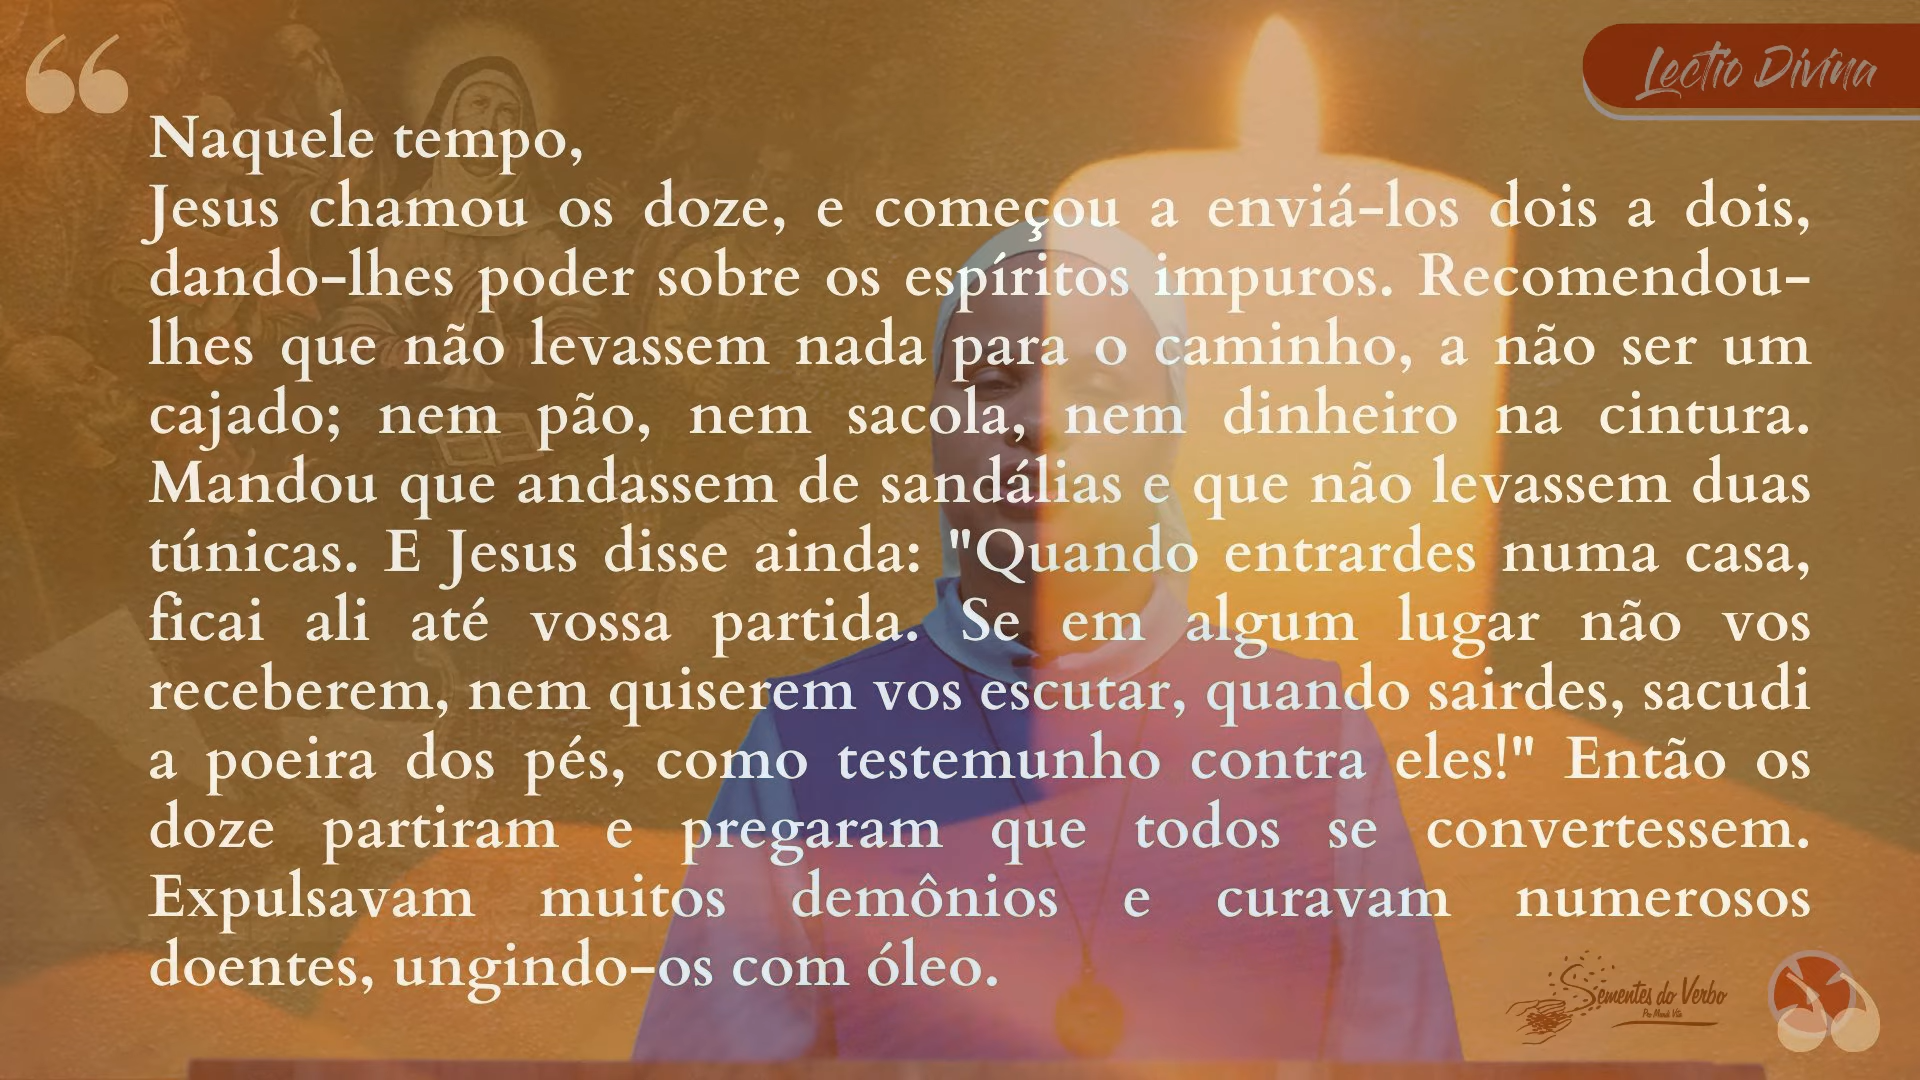 Lectio Divina
Naquele tempo,
Jesus chamou os doze, e começou a enviá-los dois a dois,
dando-lhes poder sobre os espíritos impuros. Recomendou-
lhes que não levassem nada para o caminho, a não ser um
cajado; nem pão, nem sacola, nem dinheiro na cintura.
Mandou que andassem de sandálias e que não levassem duas
túnicas. E Jesus disse ainda: "Quando entrardes numa casa,
ficai ali até vossa partida. Se em algum lugar não vos
receberem, nem quiserem vos escutar, quando sairdes, sacudi
a poeira dos pés, como testemunho contra eles!" Então os
doze partiram e pregaram que todos se convertessem.
Expulsavam muitos demônios e curavam numerosos
doentes, ungindo-os com óleo.
Sementes do Verbo